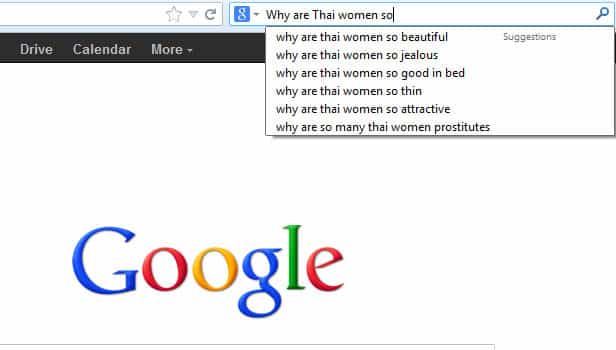 Why are Thai women so
why are thai women so beautiful Suggestions
Drive Calendar More
why are thai women so jealous
why are thai women so good in bed
why are thai women so thin
why are thai women so attractive
why are so many thai women prostitutes
Google